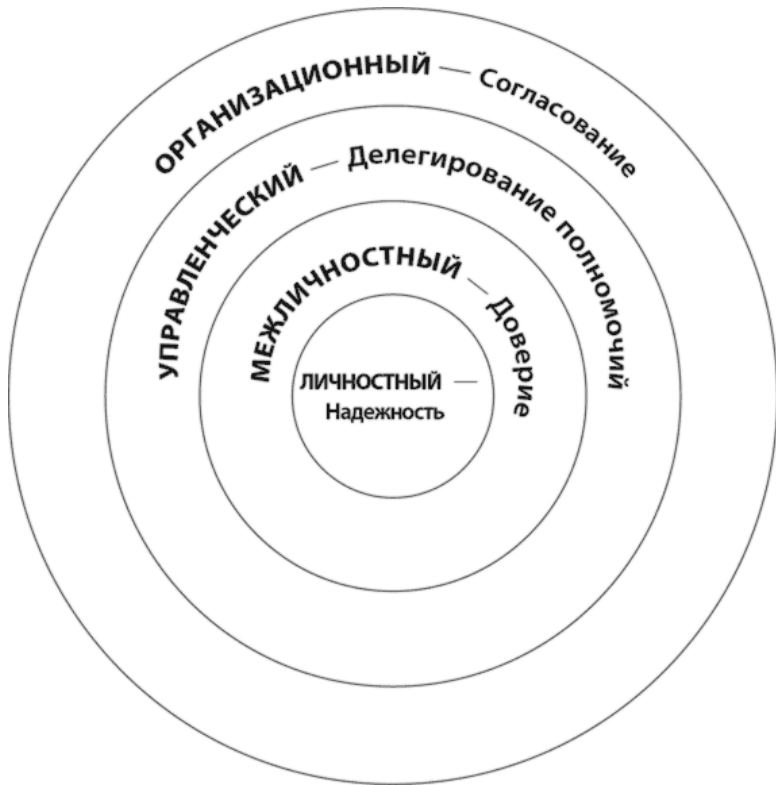 ОРГАНИЗАЦИОННЫЙ — Согласование
УПРАВЛЕНЧЕСКИЙ — Делегирование полномочий
МЕЖЛИЧНОСТНЫЙ — Доверие
ЛИЧНОСТНЫЙ —
Надежность